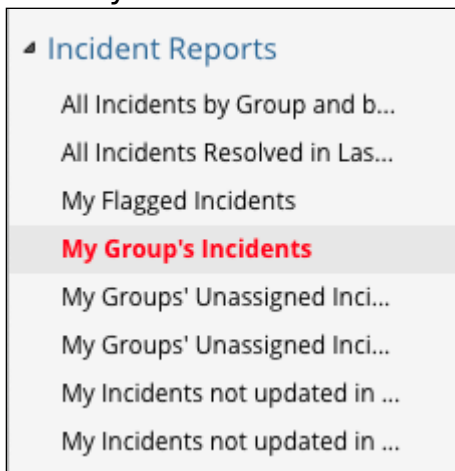 Incident Reports
All Incidents by Group and b...
All Incidents Resolved in Las...
My Flagged Incidents
My Group's Incidents
My Groups' Unassigned Inci...
My Groups' Unassigned Inci...
My Incidents not updated in ...
My Incidents not updated in ...